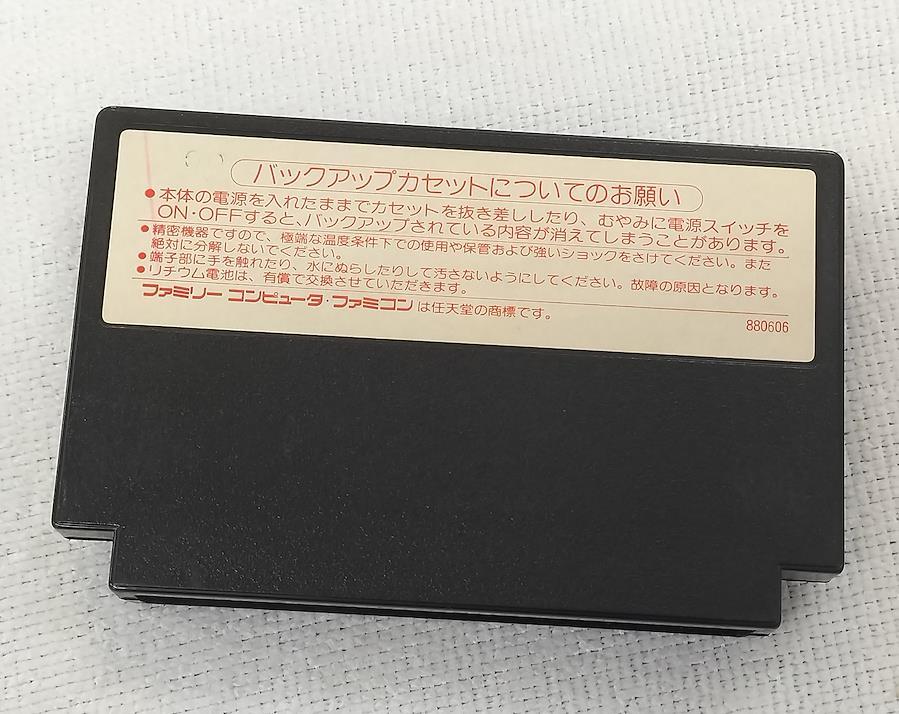 バックアップカセットについてのお願い
●本体の電源を入れたままでカセットを抜き差ししたり、むやみに電源スイッチを
ON・OFFすると、バックアップされている内容が消えてしまうことがあります。
●精密機器ですので、極端な温度条件下での使用や保管および強いショックをさけてください。また
絶対に分解しないでください。
●端子部に手を触れたり、水にぬらしたりして汚さないようにしてください。故障の原因となります。
●リチウム電池は、有償で交換させていただきます。
ファミリー コンピュータ・ファミコン は任天堂の商標です。
880606